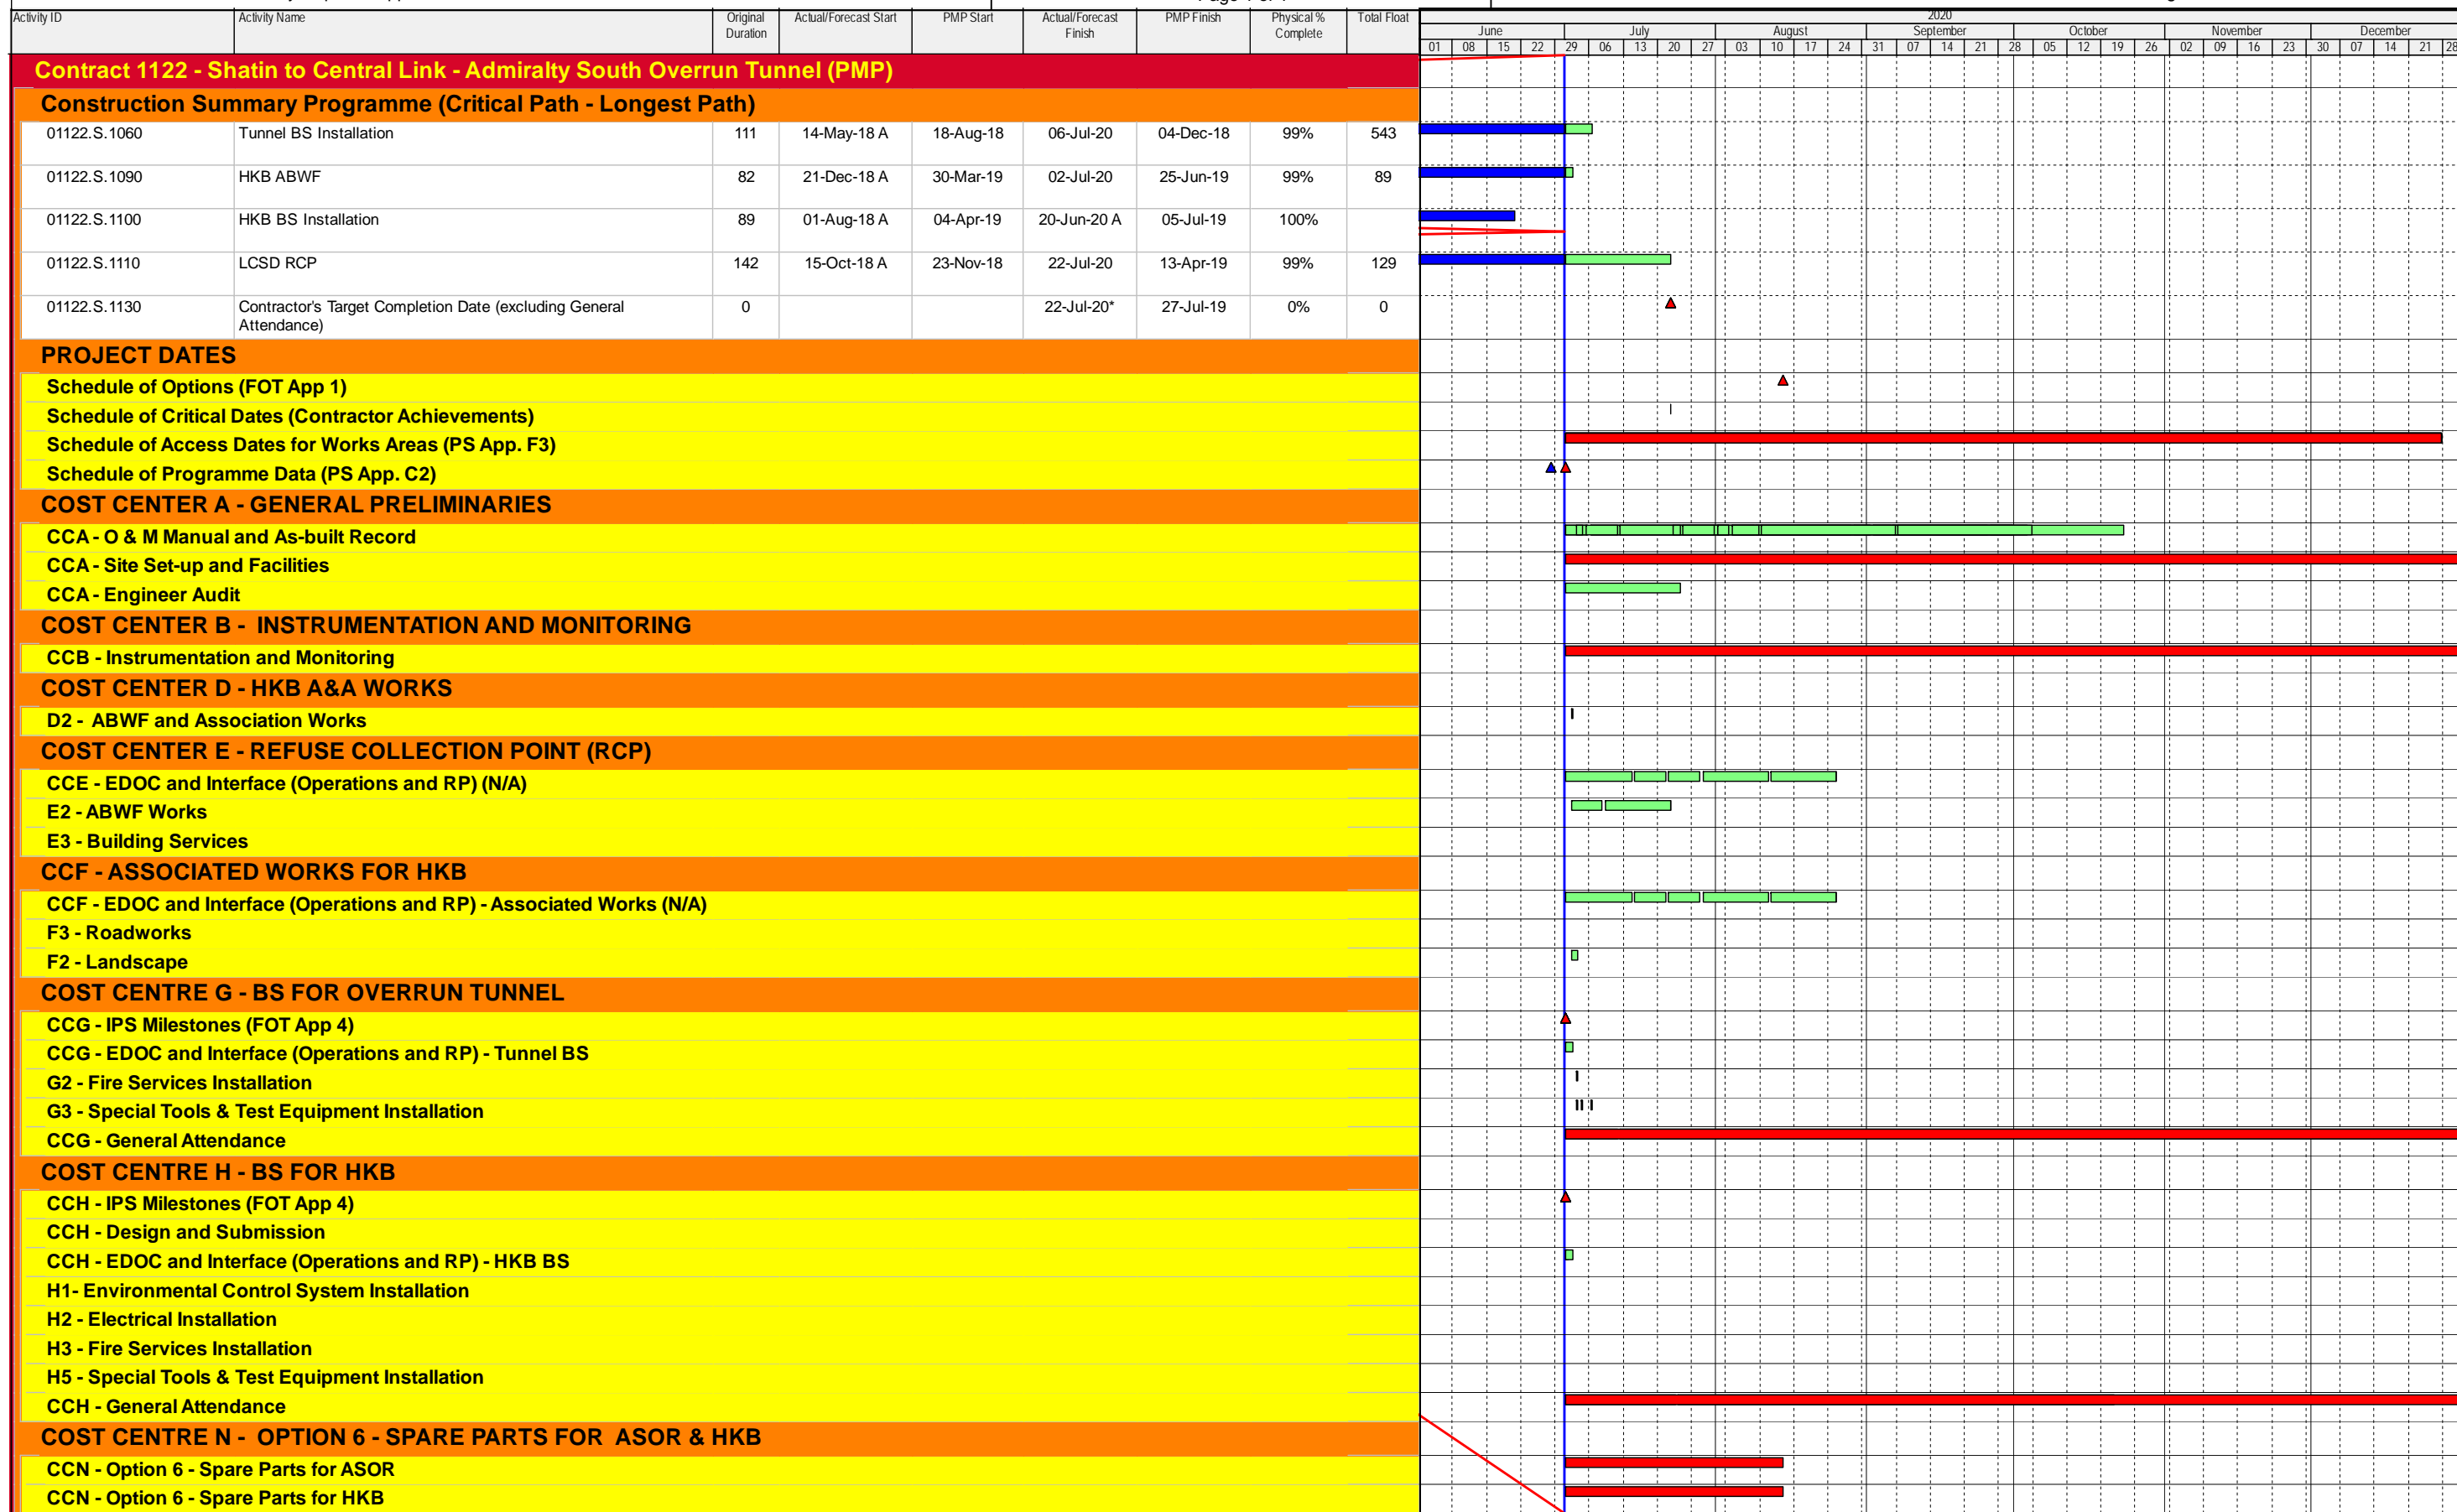 Activity ID Activity Name Original Duration Actual/Forecast Start PMP Start Actual/Forecast Finish PMP Finish Physical % Complete Total Float
2020
June July August September October November December
01 08 15 22 29 06 13 20 27 03 10 17 24 31 07 14 21 28 05 12 19 26 02 09 16 23 30 07 14 21 28
Contract 1122 - Shatin to Central Link - Admiralty South Overrun Tunnel (PMP)
Construction Summary Programme (Critical Path - Longest Path)
01122.S.1060 Tunnel BS Installation 111 14-May-18 A 18-Aug-18 06-Jul-20 04-Dec-18 99% 543
01122.S.1090 HKB ABWF 82 21-Dec-18 A 30-Mar-19 02-Jul-20 25-Jun-19 99% 89
01122.S.1100 HKB BS Installation 89 01-Aug-18 A 04-Apr-19 20-Jun-20 A 05-Jul-19 100%
01122.S.1110 LCSD RCP 142 15-Oct-18 A 23-Nov-18 22-Jul-20 13-Apr-19 99% 129
01122.S.1130 Contractor's Target Completion Date (excluding General 0 22-Jul-20* 27-Jul-19 0% 0
Attendance)
PROJECT DATES
Schedule of Options (FOT App 1)
Schedule of Critical Dates (Contractor Achievements)
Schedule of Access Dates for Works Areas (PS App. F3)
Schedule of Programme Data (PS App. C2)
COST CENTER A - GENERAL PRELIMINARIES
CCA - O & M Manual and As-built Record
CCA - Site Set-up and Facilities
CCA - Engineer Audit
COST CENTER B - INSTRUMENTATION AND MONITORING
CCB - Instrumentation and Monitoring
COST CENTER D - HKB A&A WORKS
D2 - ABWF and Association Works
COST CENTER E - REFUSE COLLECTION POINT (RCP)
CCE - EDOC and Interface (Operations and RP) (N/A)
E2 - ABWF Works
E3 - Building Services
CCF - ASSOCIATED WORKS FOR HKB
CCF - EDOC and Interface (Operations and RP) - Associated Works (N/A)
F3 - Roadworks
F2 - Landscape
COST CENTRE G - BS FOR OVERRUN TUNNEL
CCG - IPS Milestones (FOT App 4)
CCG - EDOC and Interface (Operations and RP) - Tunnel BS
G2 - Fire Services Installation
G3 - Special Tools & Test Equipment Installation
CCG - General Attendance
COST CENTRE H - BS FOR HKB
CCH - IPS Milestones (FOT App 4)
CCH - Design and Submission
CCH - EDOC and Interface (Operations and RP) - HKB BS
H1- Environmental Control System Installation
H2 - Electrical Installation
H3 - Fire Services Installation
H5 - Special Tools & Test Equipment Installation
CCH - General Attendance
COST CENTRE N - OPTION 6 - SPARE PARTS FOR ASOR & HKB
CCN - Option 6 - Spare Parts for ASOR
CCN - Option 6 - Spare Parts for HKB